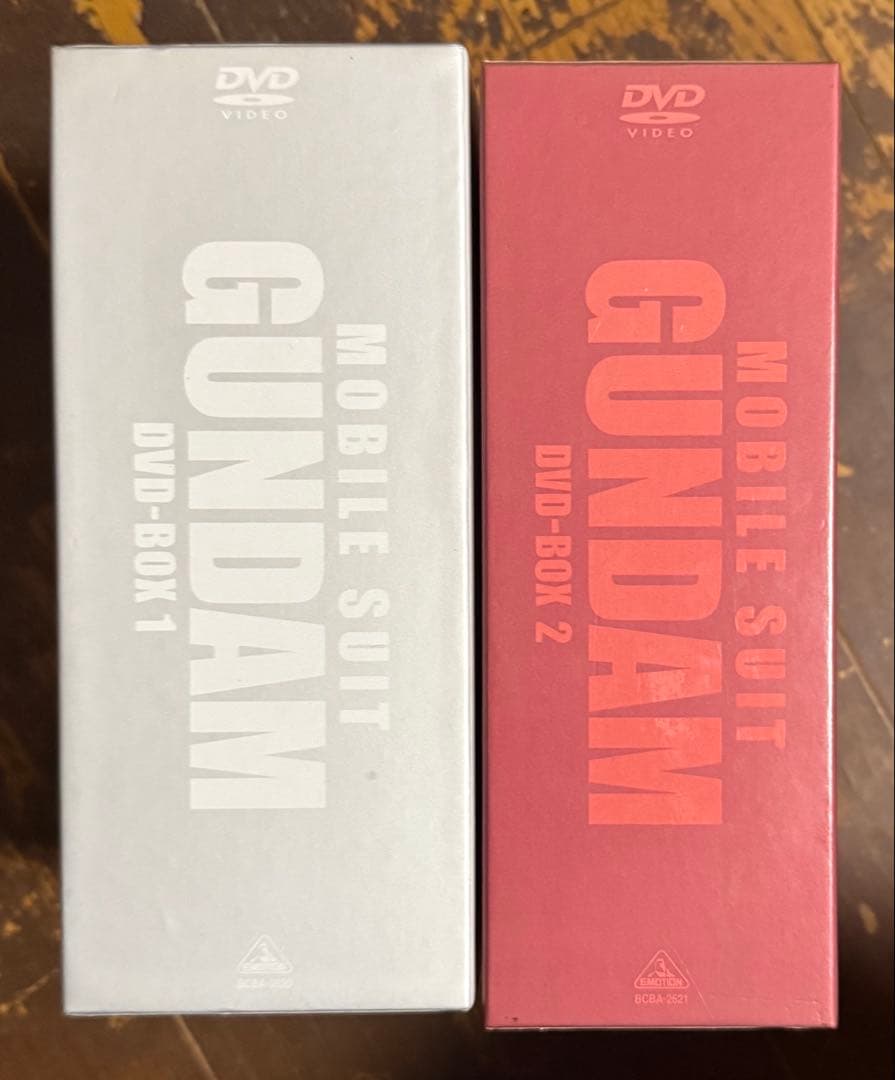 DVD
VIDEO
MOBILE SUIT
GUNDAM
DVD-BOX 1
DVD
VIDEO
MOBILE SUIT
GUNDAM
DVD-BOX 2
EMOTION
BCBA-2621